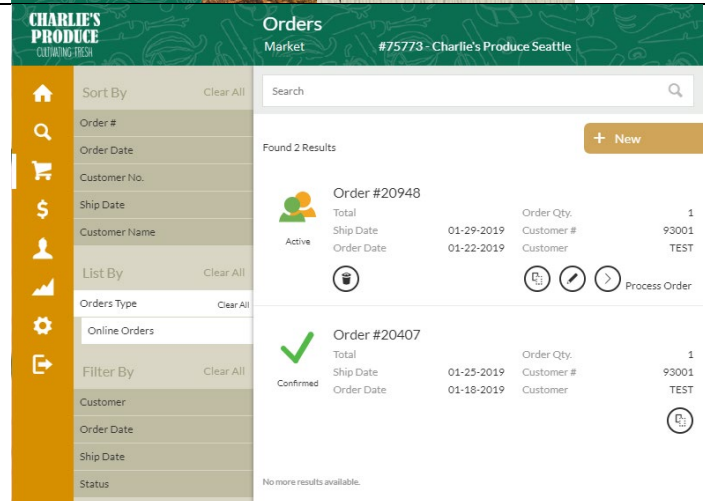 CHARLIE'S
PRODUCE
CULTIVATING FRESH
Orders
Market #75773 - Charlie's Produce Seattle
Sort By Clear All
Order #
Order Date
Customer No.
Ship Date
Customer Name
List By Clear All
Orders Type Clear All
Online Orders
Filter By Clear All
Customer
Order Date
Ship Date
Status
Search
Found 2 Results
+ New
Order #20948
Total Order Qty. 1
Ship Date 01-29-2019 Customer # 93001
Order Date 01-22-2019 Customer TEST
Active
Process Order
Order #20407
Total Order Qty. 1
Ship Date 01-25-2019 Customer # 93001
Order Date 01-18-2019 Customer TEST
Confirmed
No more results available.